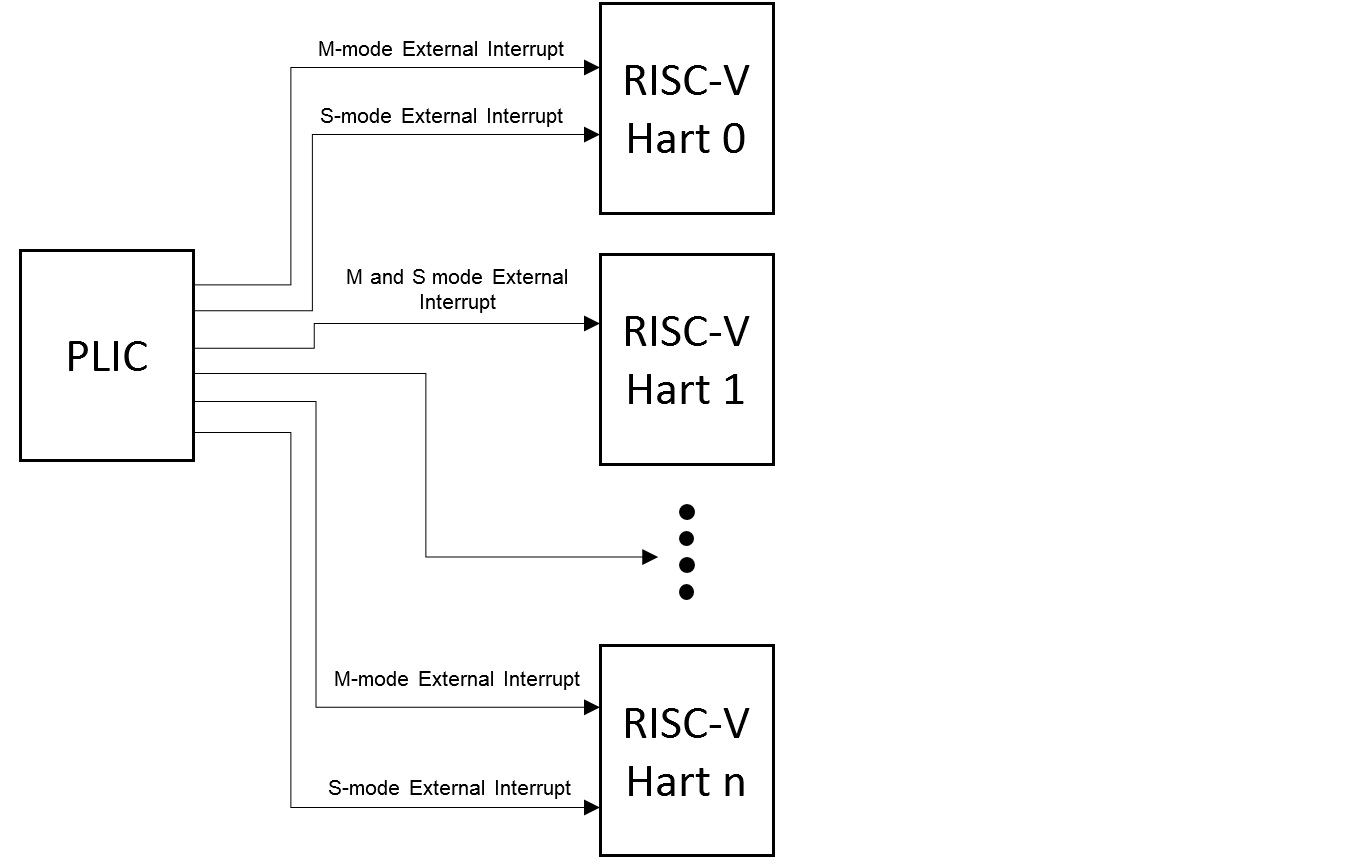 M-mode External Interrupt
RISC-V
Hart 0
S-mode External Interrupt
PLIC
M and S mode External
Interrupt
RISC-V
Hart 1
M-mode External Interrupt
RISC-V
Hart n
S-mode External Interrupt